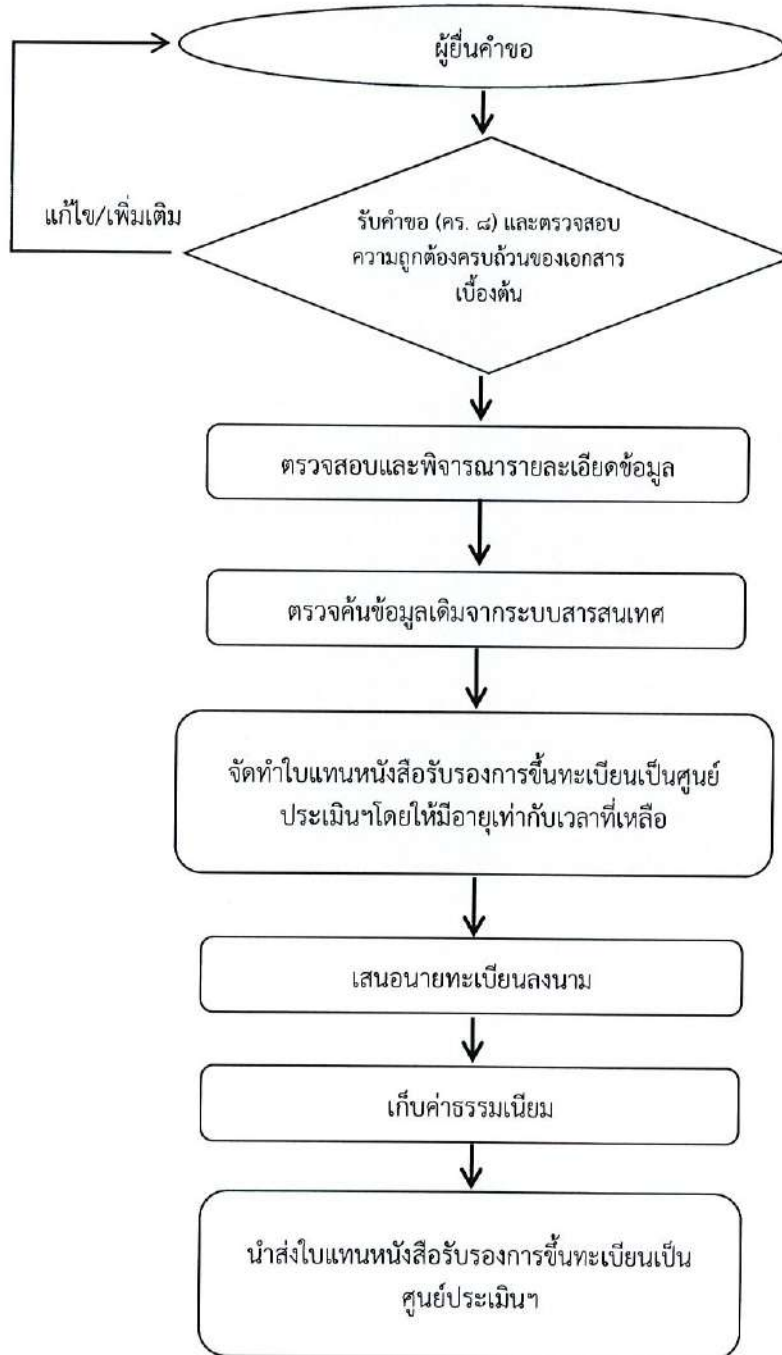 ผู้ยื่นคำขอ
แก้ไข/เพิ่มเติม
รับคำขอ (คร. ๘) และตรวจสอบ
ความถูกต้องครบถ้วนของเอกสาร
เบื้องต้น
ตรวจสอบและพิจารณารายละเอียดข้อมูล
ตรวจค้นข้อมูลเดิมจากระบบสารสนเทศ
จัดทำใบแทนหนังสือรับรองการขึ้นทะเบียนเป็นศูนย์
ประเมินฯโดยให้มีอายุเท่ากับเวลาที่เหลือ
เสนอนายทะเบียนลงนาม
เก็บค่าธรรมเนียม
นำส่งใบแทนหนังสือรับรองการขึ้นทะเบียนเป็น
ศูนย์ประเมินฯ